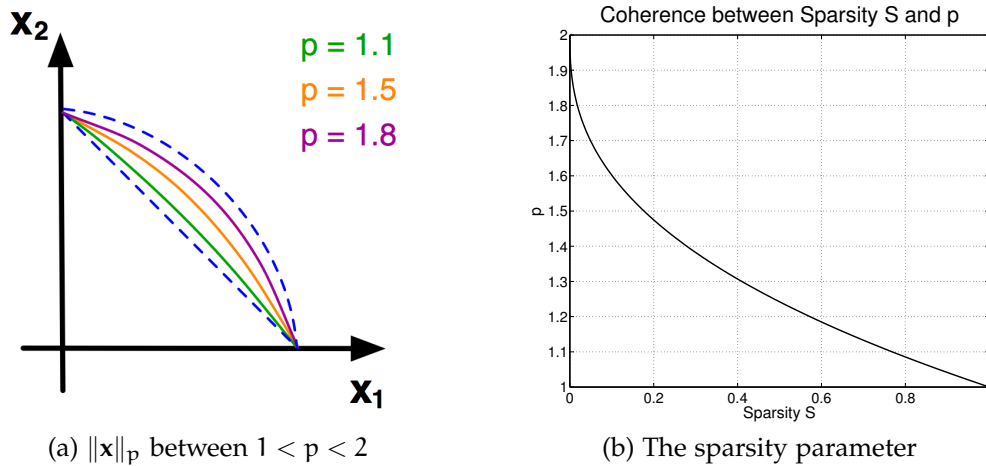 x₂
p = 1.1
p = 1.5
p = 1.8
x₁
(a) ‖x‖ₚ between 1 < p < 2
Coherence between Sparsity S and p
2
1.9
1.8
1.7
1.6
1.5
1.4
1.3
1.2
1.1
1
p
0 0.2 0.4 0.6 0.8
Sparsity S
(b) The sparsity parameter